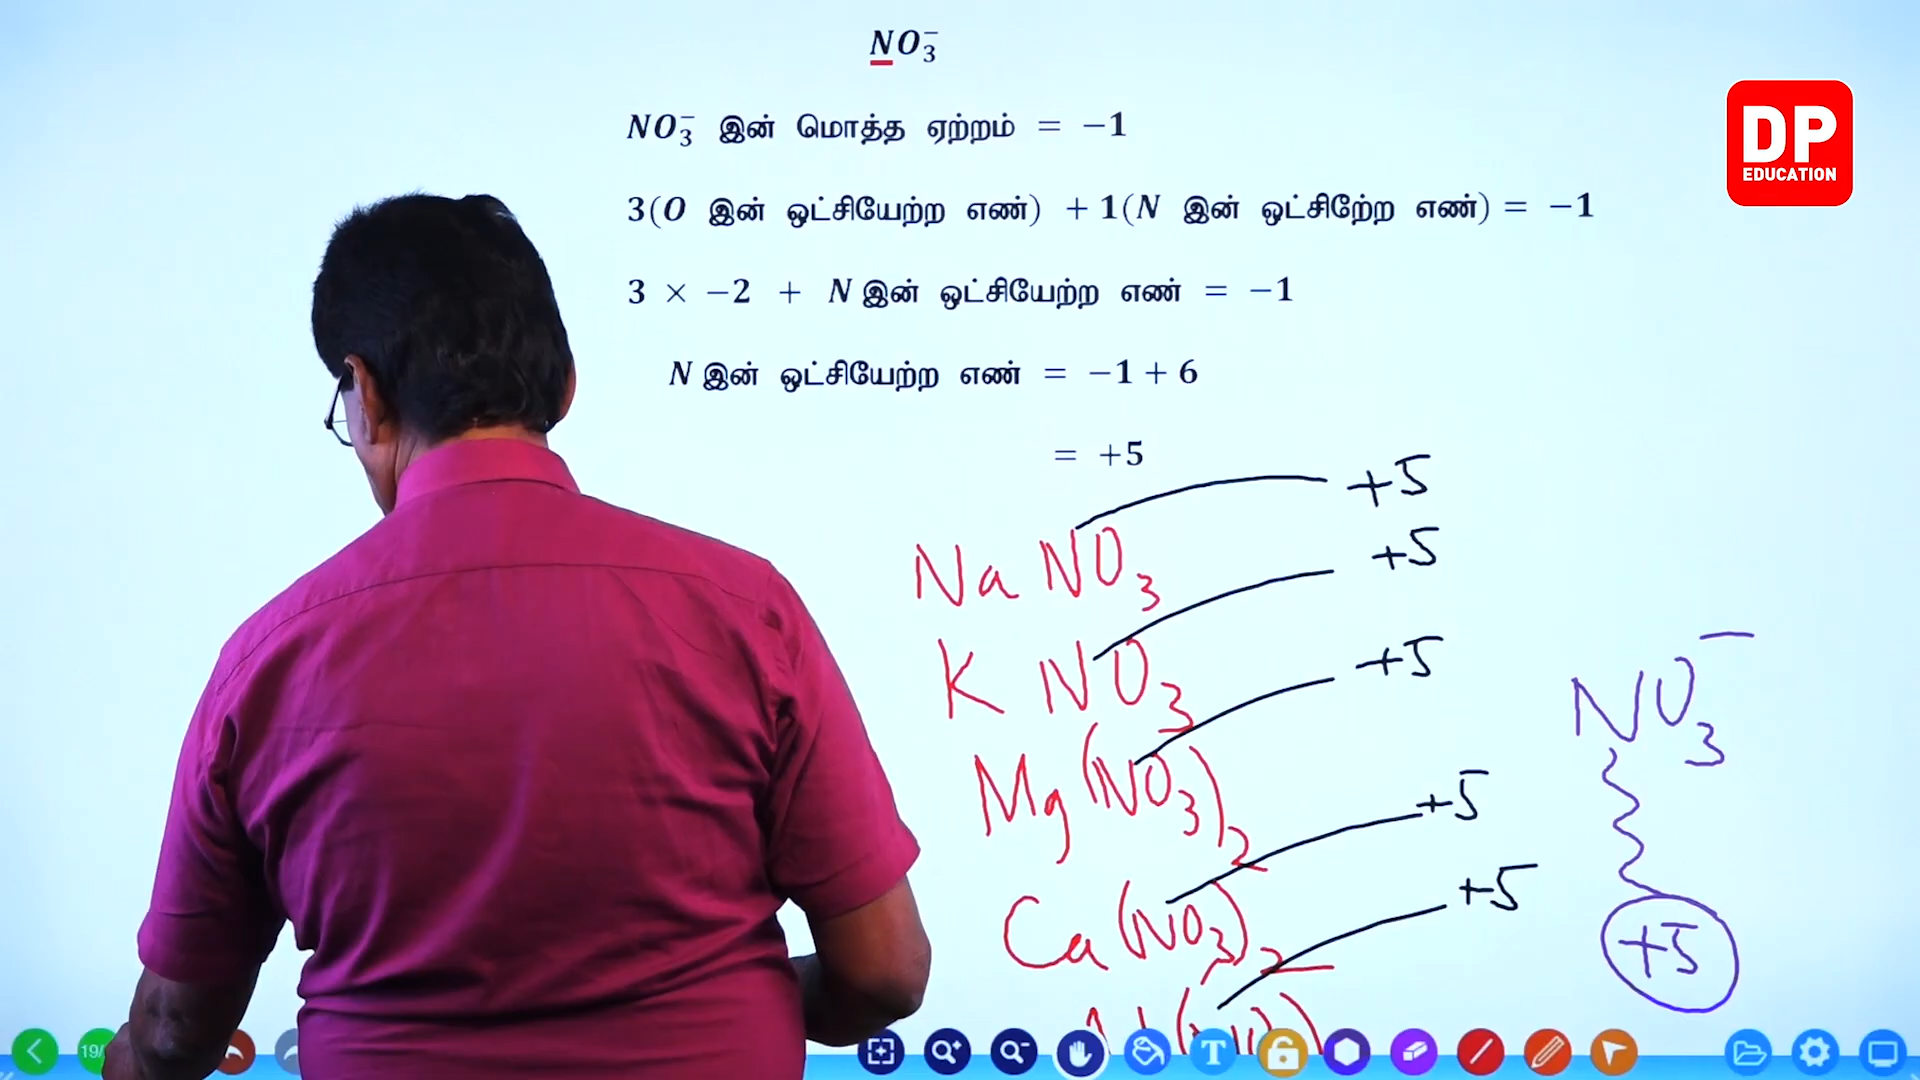 NO₃⁻
DP
EDUCATION
NO₃⁻ இன் மொத்த ஏற்றம் = −1
3(O இன் ஒட்சியேற்ற எண்) + 1(N இன் ஒட்சிற்ே எண்) = −1
3 × −2 + N இன் ஒட்சியேற்ற எண் = −1
N இன் ஒட்சியேற்ற எண் = −1 + 6
= +5
+5
NaNO₃
+5
KNO₃
+5
Mg(NO₃)₂
+5
Ca(NO₃)₂
+5
NO₃⁻
+5
19/
T